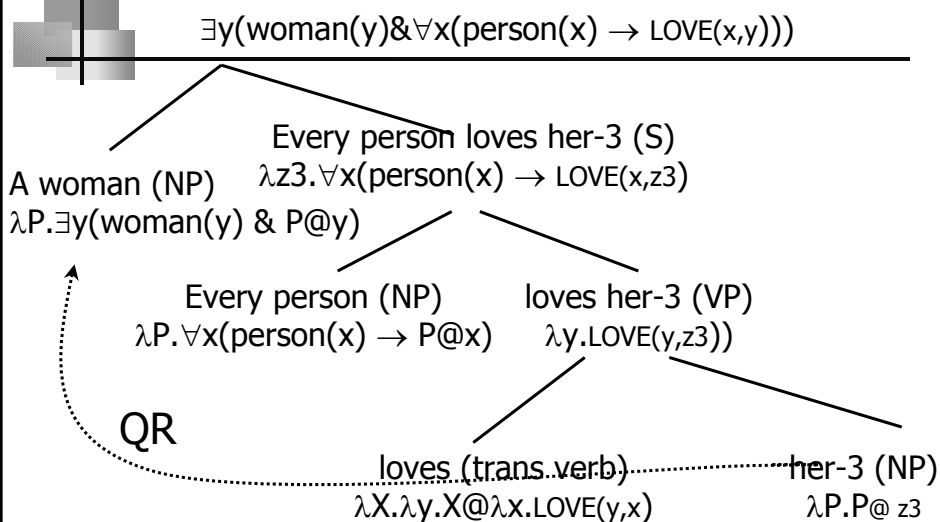 ∃y(woman(y)&∀x(person(x) → LOVE(x,y)))
Every person loves her-3 (S)
λz3.∀x(person(x) → LOVE(x,z3)
A woman (NP)
λP.∃y(woman(y) & P@y)
Every person (NP)
λP.∀x(person(x) → P@x)
loves her-3 (VP)
λy.LOVE(y,z3))
QR
loves (trans verb)
λX.λy.X@λx.LOVE(y,x)
her-3 (NP)
λP.P@ z3